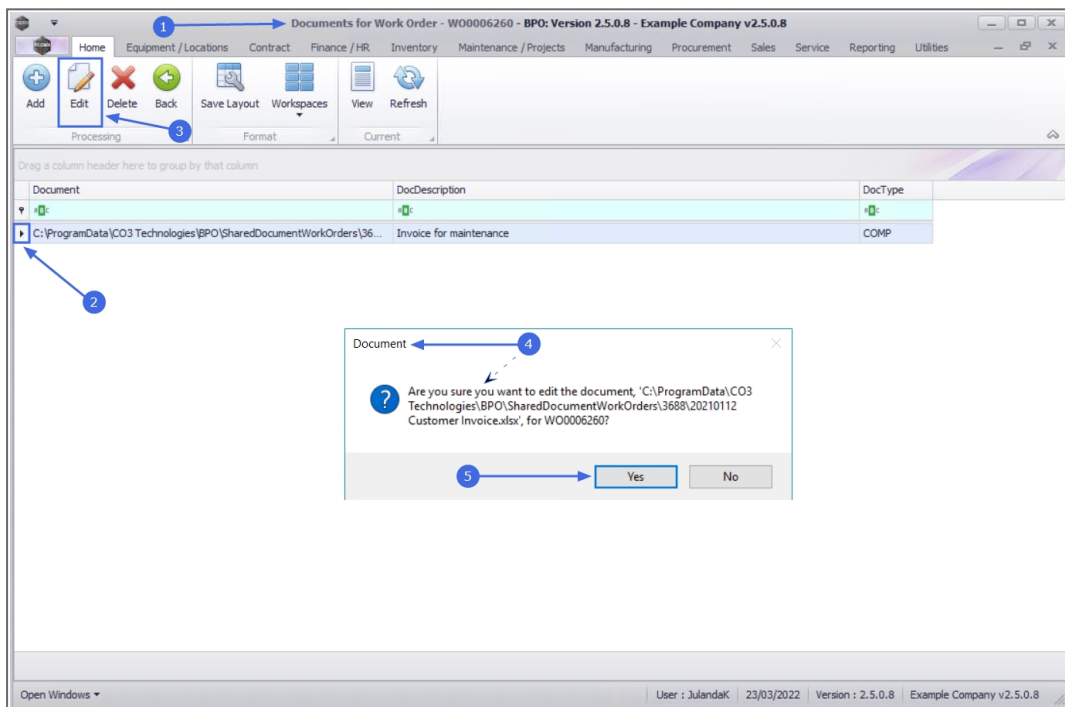 1
Documents for Work Order - WO0006260 - BPO: Version 2.5.0.8 - Example Company v2.5.0.8
Home Equipment / Locations Contract Finance / HR Inventory Maintenance / Projects Manufacturing Procurement Sales Service Reporting Utilities
Add Edit Delete Back Save Layout Workspaces View Refresh
3
Processing Format Current
Drag a column header here to group by that column
Document DocDescription DocType
C:\ProgramData\CO3 Technologies\BPO\SharedDocumentWorkOrders\36... Invoice for maintenance COMP
2
Document 4
Are you sure you want to edit the document, 'C:\ProgramData\CO3
Technologies\BPO\SharedDocumentWorkOrders\3688\20210112
Customer Invoice.xlsx', for WO0006260?
5 Yes No
Open Windows User : JulandaK 23/03/2022 Version : 2.5.0.8 Example Company v2.5.0.8